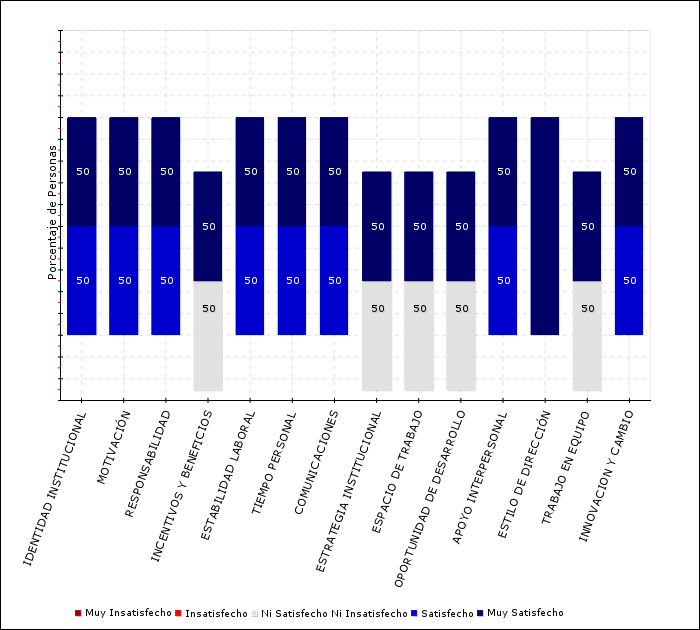 Porcentaje de Personas
50 50 50 50 50 50 50 50 50 50 50 50 50
50 50 50 50 50 50 50 50 50 50 50 50 50
IDENTIDAD INSTITUCIONAL
MOTIVACIÓN
RESPONSABILIDAD
INCENTIVOS Y BENEFICIOS
ESTABILIDAD LABORAL
TIEMPO PERSONAL
COMUNICACIONES
ESTRATEGIA INSTITUCIONAL
ESPACIO DE TRABAJO
OPORTUNIDAD DE DESARROLLO
APOYO INTERPERSONAL
ESTILO DE DIRECCIÓN
TRABAJO EN EQUIPO
INNOVACION Y CAMBIO
Muy Insatisfecho Insatisfecho Ni Satisfecho Ni Insatisfecho Satisfecho Muy Satisfecho